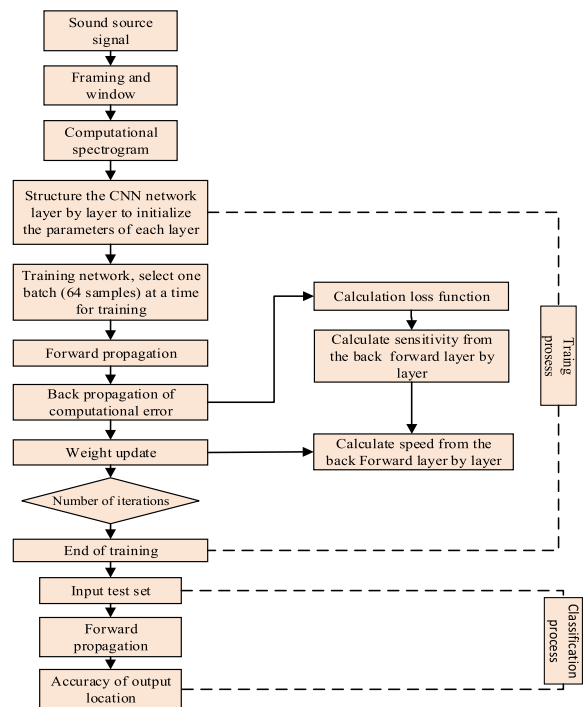 Sound source
signal
Framing and
window
Computational
spectrogram
Structure the CNN network
layer by layer to initialize
the parameters of each layer
Training network, select one
batch (64 samples) at a time
for training
Forward propagation
Back propagation of
computational error
Weight update
Number of iterations
End of training
Input test set
Forward
propagation
Accuracy of output
location
Calculation loss function
Calculate sensitivity from
the back forward layer by
layer
Calculate speed from the
back Forward layer by layer
Traing
prosess
Classification
process